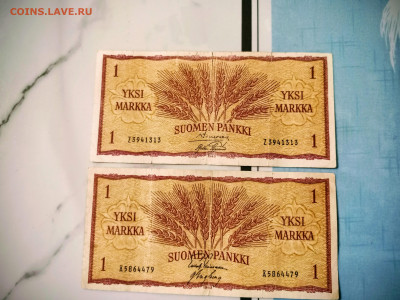 COINS.LAVE.RU
1 1
YKSI MARKKA YKSI MARKKA
SUOMEN PANKKI
Z3941313 Z3941313
1 1
1 1
YKSI MARKKA YKSI MARKKA
SUOMEN PANKKI
X5864479 X5864479
1 1